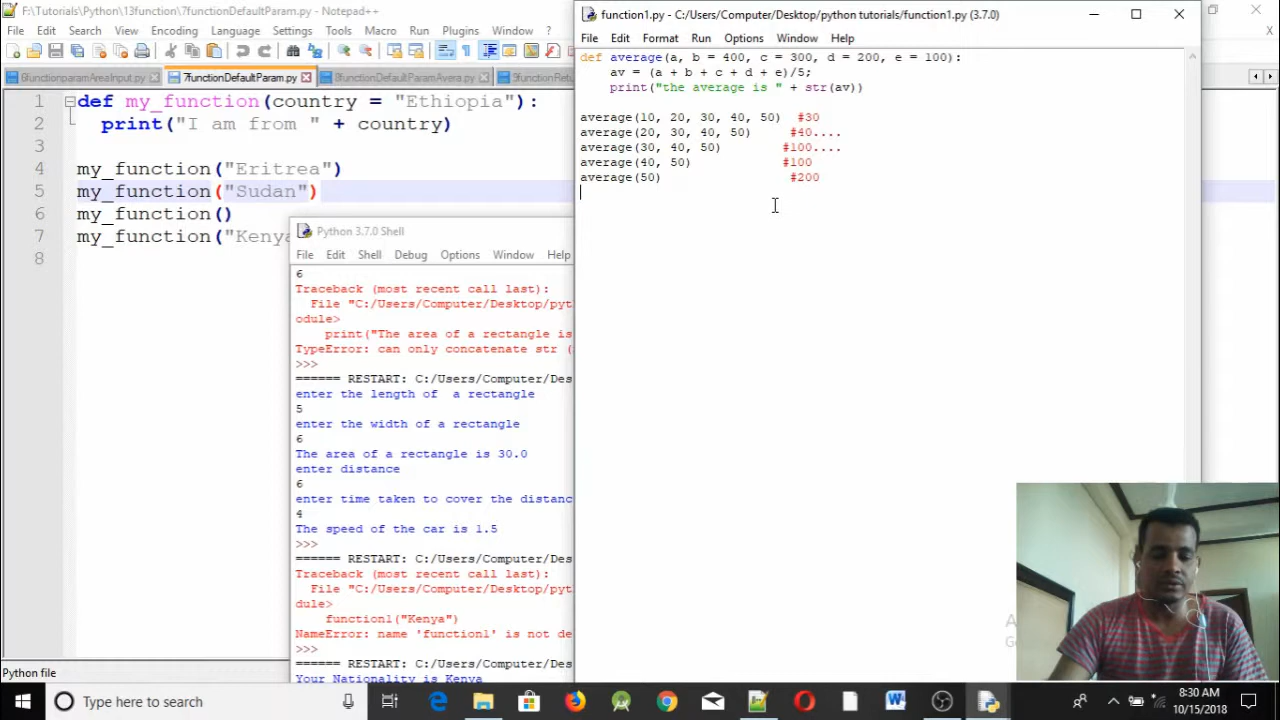 F:\Tutorials\Python\13function\7functionDefaultParam.py - Notepad++
File Edit Search View Encoding Language Settings Tools Macro Run Plugins Window ?
6functionparamAreaInput.py 7functionDefaultParam.py 8functionDefaultParamAvera.py
1 def my_function(country = "Ethiopia"):
2 print("I am from " + country)
3
4 my_function("Eritrea")
5 my_function("Sudan")
6 my_function()
7 my_function("Kenya
8
Python file
Python 3.7.0 Shell
File Edit Shell Debug Options Window Help
6
Traceback (most recent call last):
File "C:/Users/Computer/Desktop/pyt
odule>
print("The area of a rectangle is
TypeError: can only concatenate str (
>>>
====== RESTART: C:/Users/Computer/Des
enter the length of  a rectangle
5
enter the width of a rectangle
6
The area of a rectangle is 30.0
enter distance
6
enter time taken to cover the distanc
4
The speed of the car is 1.5
>>>
====== RESTART: C:/Users/Computer/Des
Traceback (most recent call last):
File "C:/Users/Computer/Desktop/pyt
dule>
function1("Kenya")
NameError: name 'function1' is not de
>>>
====== RESTART: C:/Users/Computer/Des
Your Nationality is Kenya
function1.py - C:/Users/Computer/Desktop/python tutorials/function1.py (3.7.0)
File Edit Format Run Options Window Help
def average(a, b = 400, c = 300, d = 200, e = 100):
av = (a + b + c + d + e)/5;
print("the average is " + str(av))
average(10, 20, 30, 40, 50) #30
average(20, 30, 40, 50) #40....
average(30, 40, 50) #100....
average(40, 50) #100
average(50) #200
Type here to search
8:30 AM
10/15/2018